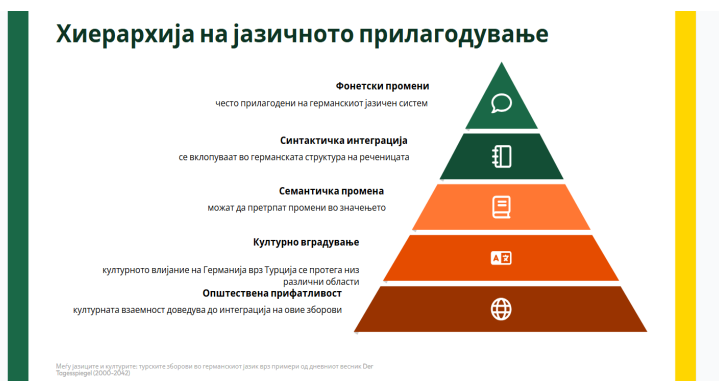 Хиерархија на јазичното прилагодување
Фонетски промени
често прилагодени на германскиот јазичен систем
Синтактичка интеграција
се вклопуваат во германската структура на реченицата
Семантичка промена
можат да претрпат промени во значењето
Културно вградување
културното влијание на Германија врз Турција се протега низ
различни области
Општествена прифатливост
културната взаемност доведува до интеграција на овие зборови
Меѓу јазиците и културите: турските зборови во германскиот јазик врз примери од дневниот весник Der
Togesspiegel (2000-2042)